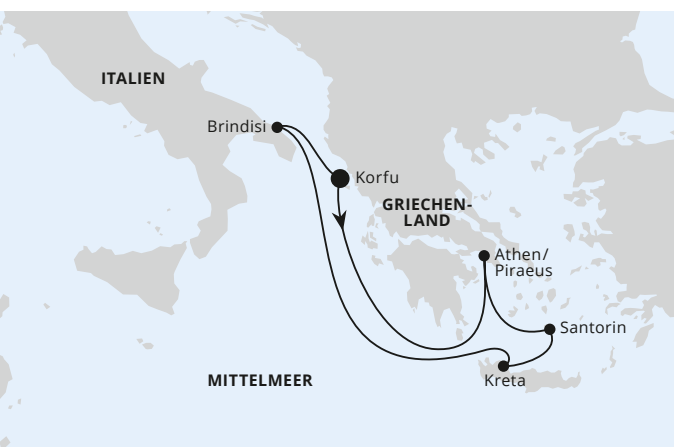 ITALIEN
Brindisi
Korfu
GRIECHEN-
LAND
Athen/
Piraeus
Santorin
MITTELMEER
Kreta